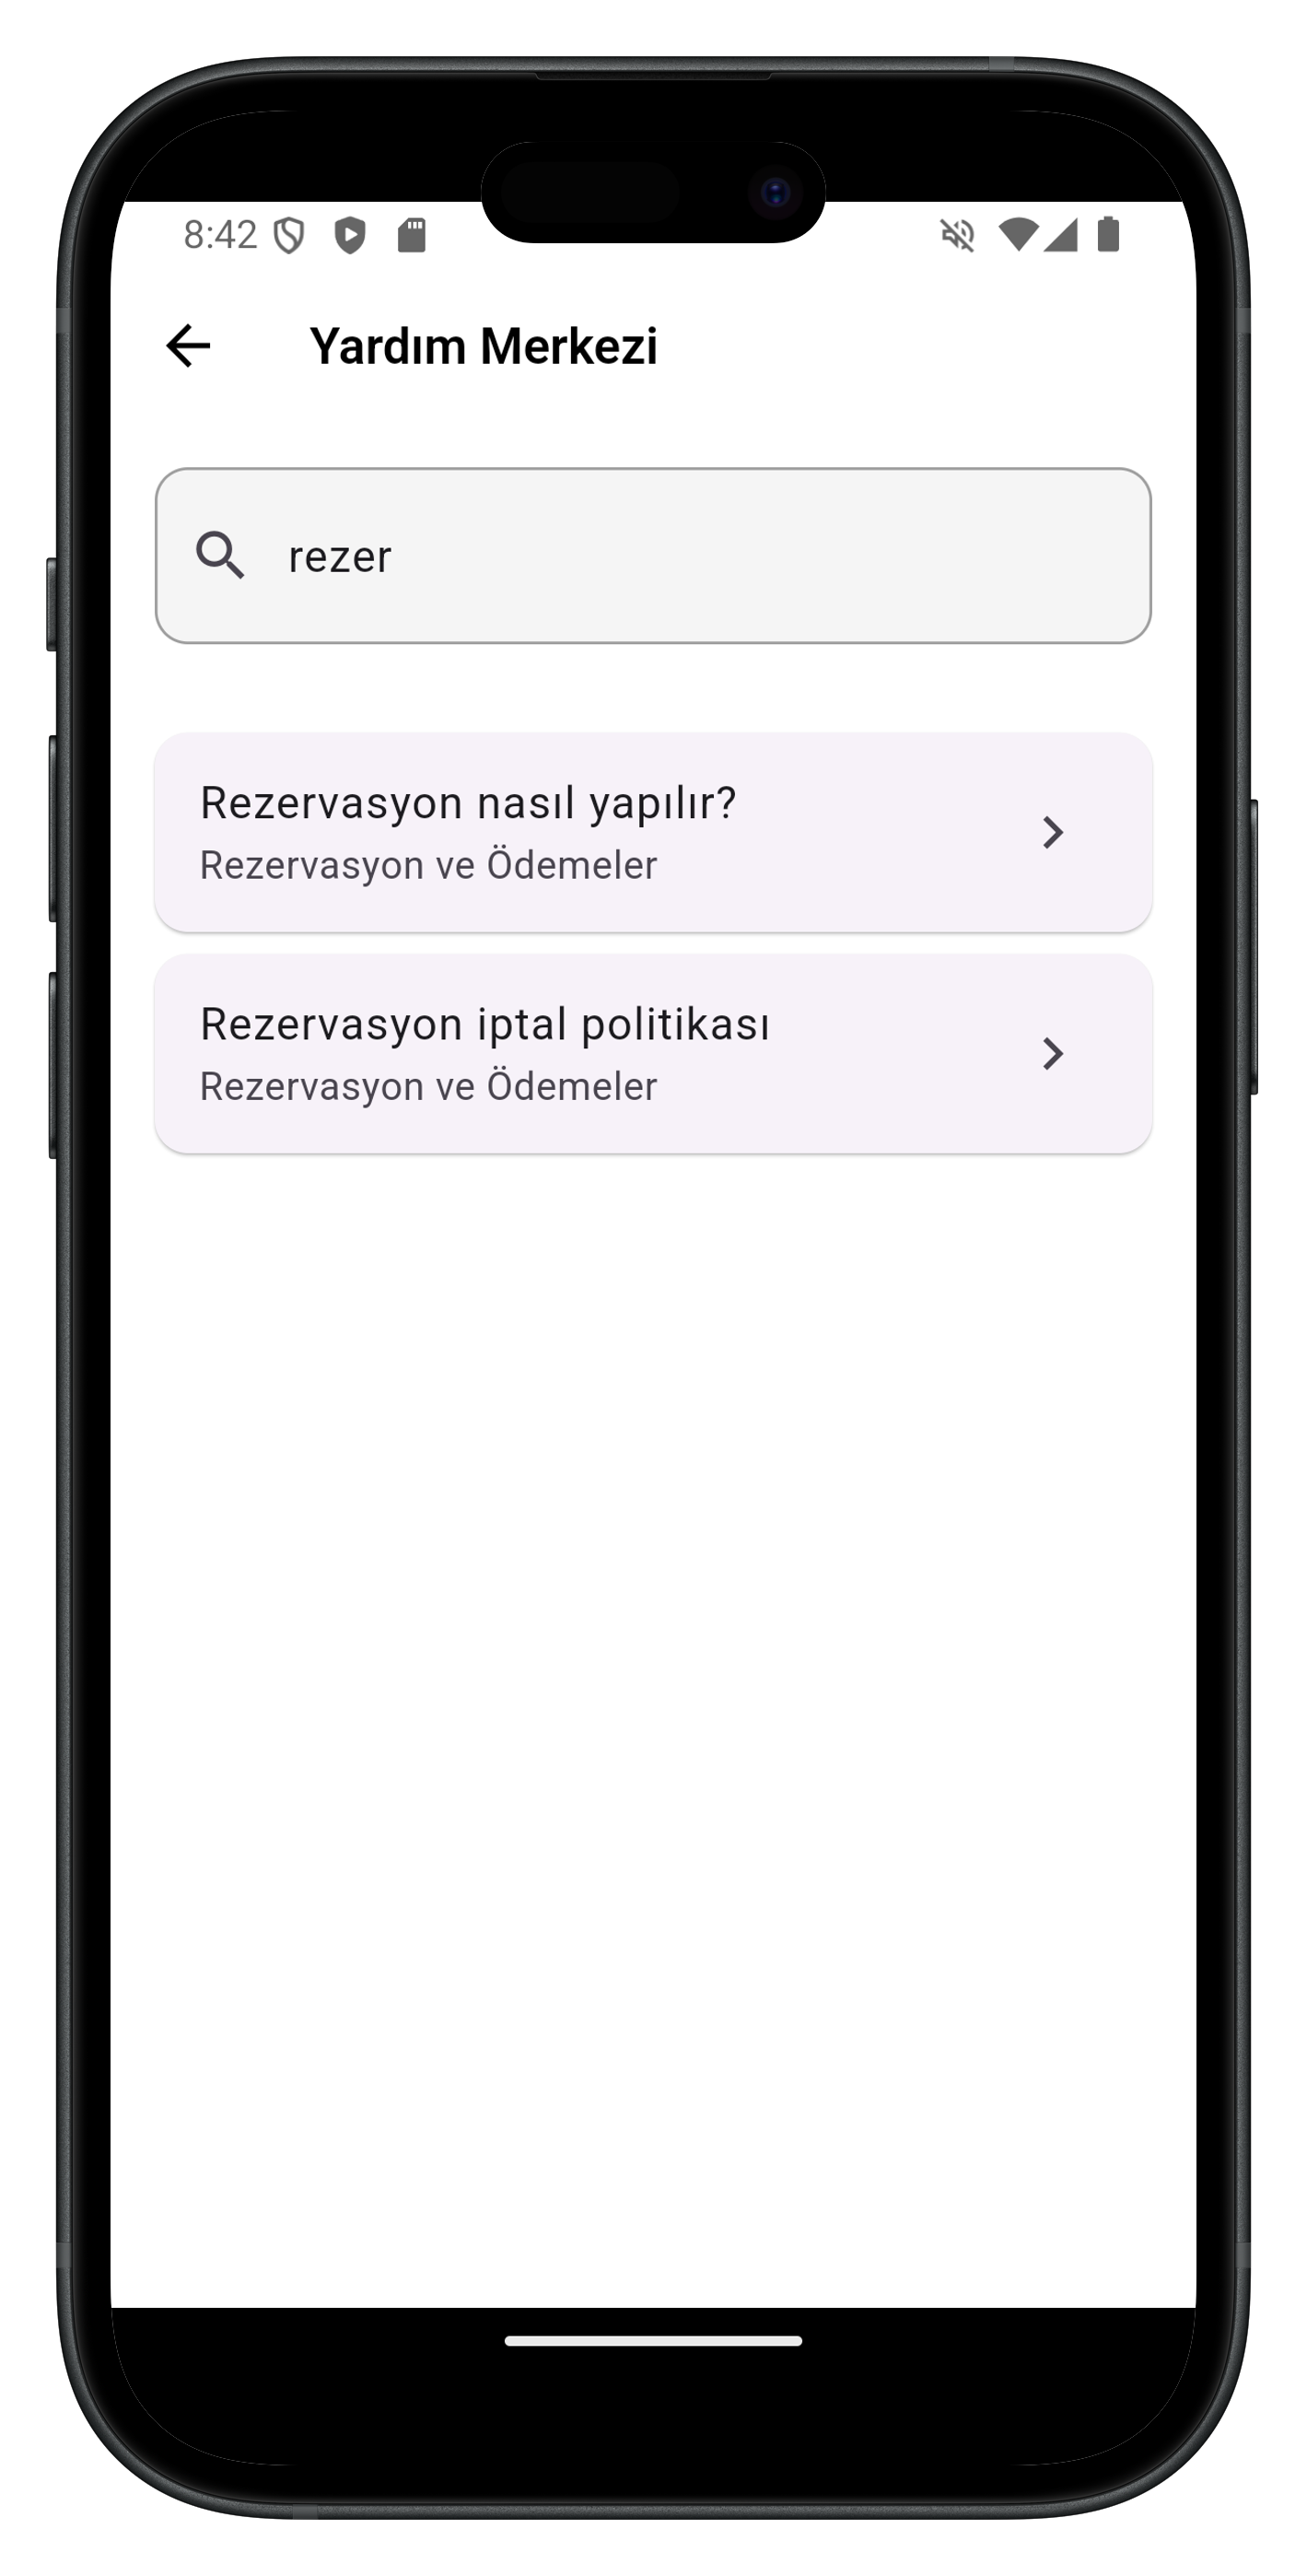 8:42
Yardım Merkezi
rezer
Rezervasyon nasıl yapılır?
Rezervasyon ve Ödemeler
Rezervasyon iptal politikası
Rezervasyon ve Ödemeler